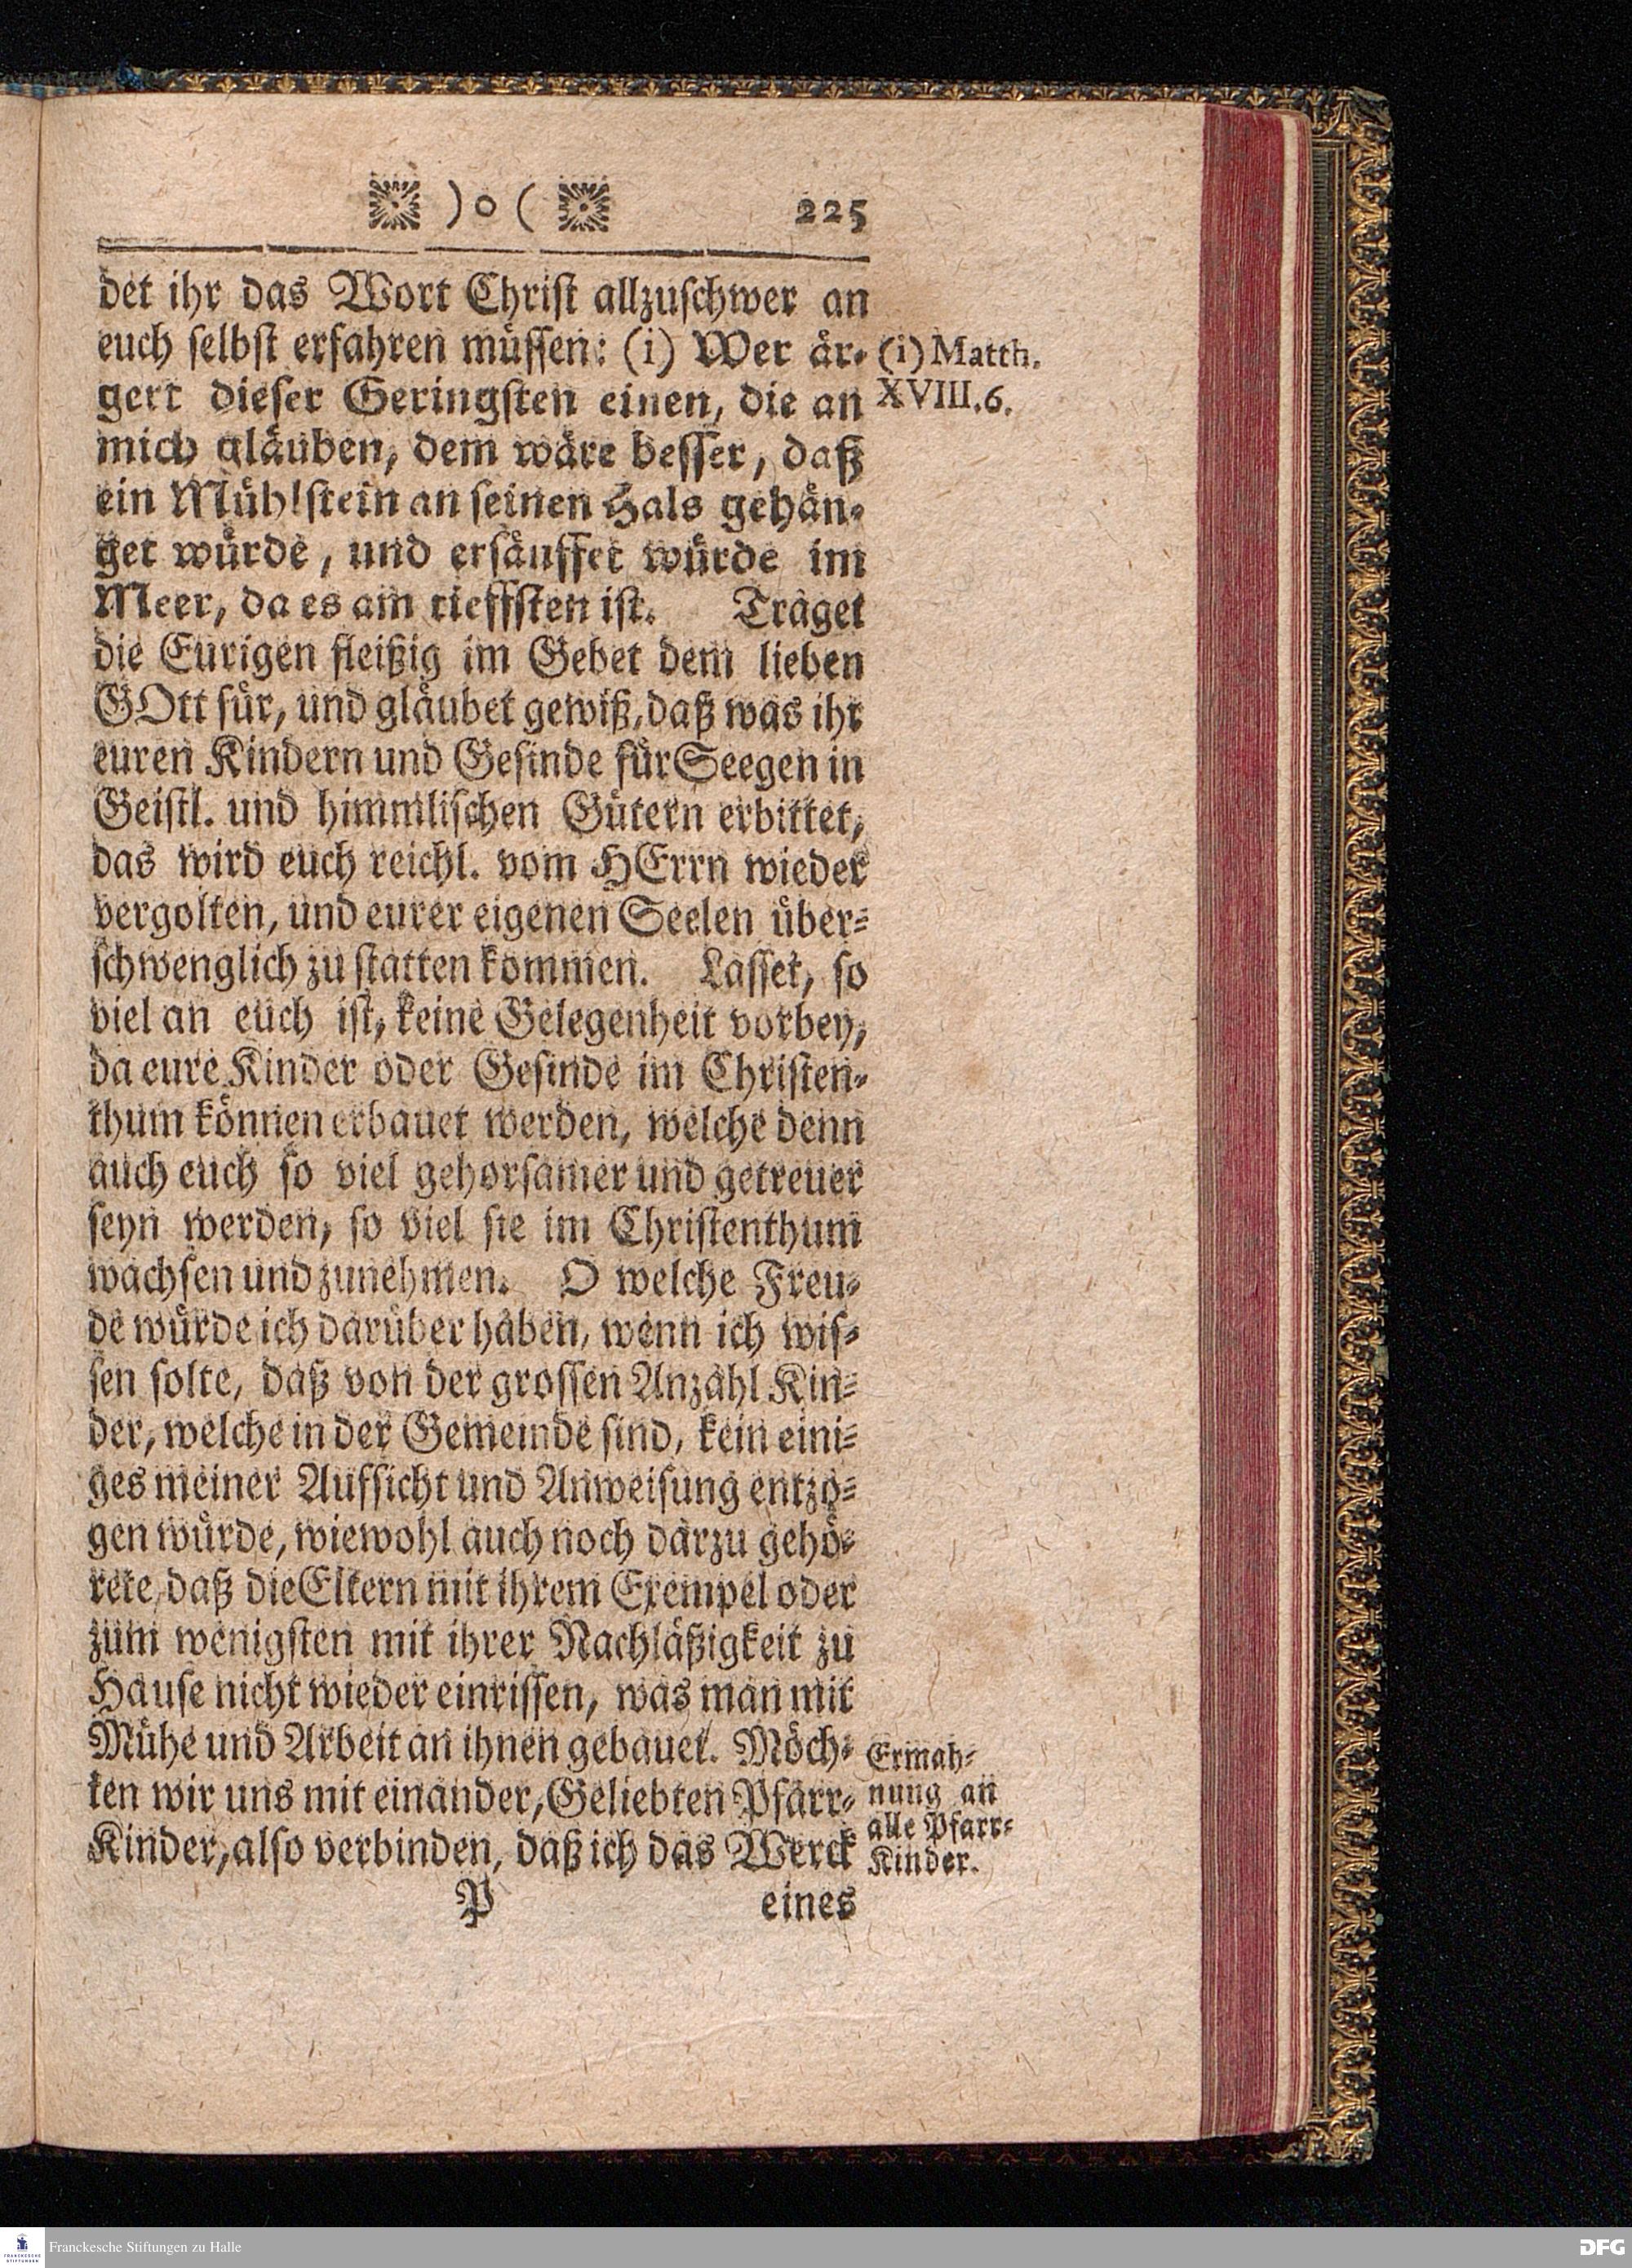 ) o ( 225
det ihr das Wort Christ allzuschwer an
euch selbst erfahren müssen: (i) Wer är-
gert dieser Geringsten einen, die an
mich gläuben, dem wäre besser, daß
ein Mühlstein an seinen Hals gehän-
get würde, und ersäuffet würde im
Meer, da es am tieffsten ist. Träget
die Eurigen fleißig im Gebet dem lieben
GOtt für, und gläubet gewiß, daß was ihr
euren Kindern und Gesinde für Seegen in
Geistl. und himmlischen Gütern erbittet,
das wird euch reichl. vom HErrn wieder
vergolten, und eurer eigenen Seelen über-
schwenglich zu statten kommen. Lasset, so
viel an euch ist, keine Gelegenheit vorbey,
da eure Kinder oder Gesinde im Christen-
thum können erbauet werden, welche denn
auch euch so viel gehorsamer und getreuer
seyn werden, so viel sie im Christenthum
wachsen und zunehmen. O welche Freu-
de würde ich darüber haben, wenn ich wis-
sen solte, daß von der grossen Anzahl Kin-
der, welche in der Gemeinde sind, kein eini-
ges meiner Aufsicht und Anweisung entzo-
gen würde, wiewohl auch noch darzu gehö-
rete, daß die Eltern mit ihrem Exempel oder
zum wenigsten mit ihrer Nachläßigkeit zu
Hause nicht wieder einrissen, was man mit
Mühe und Arbeit an ihnen gebauet. Möch-
ten wir uns mit einander, Geliebten Pfarr-
Kinder, also verbinden, daß ich das Werck
P eines
(i) Matth.
XVIII. 6.
Ermah-
nung an
alle Pfarr-
Kinder.
FRANCKESCHE
STIFTUNGEN
Franckesche Stiftungen zu Halle
DFG